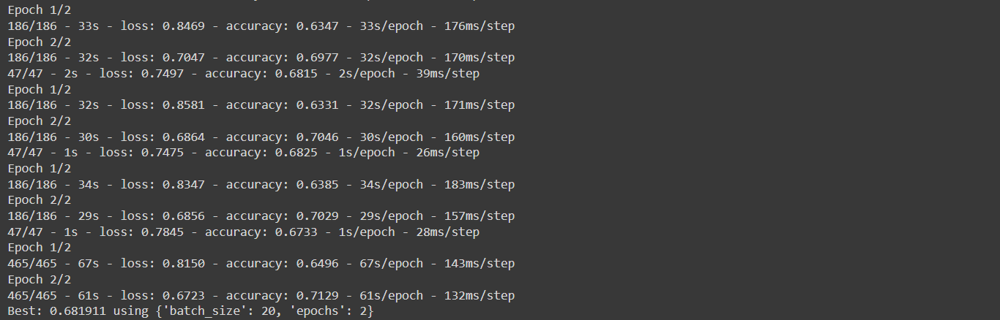 Epoch 1/2
186/186 - 33s - loss: 0.8469 - accuracy: 0.6347 - 33s/epoch - 176ms/step
Epoch 2/2
186/186 - 32s - loss: 0.7047 - accuracy: 0.6977 - 32s/epoch - 170ms/step
47/47 - 2s - loss: 0.7497 - accuracy: 0.6815 - 2s/epoch - 39ms/step
Epoch 1/2
186/186 - 32s - loss: 0.8581 - accuracy: 0.6331 - 32s/epoch - 171ms/step
Epoch 2/2
186/186 - 30s - loss: 0.6864 - accuracy: 0.7046 - 30s/epoch - 160ms/step
47/47 - 1s - loss: 0.7475 - accuracy: 0.6825 - 1s/epoch - 26ms/step
Epoch 1/2
186/186 - 34s - loss: 0.8347 - accuracy: 0.6385 - 34s/epoch - 183ms/step
Epoch 2/2
186/186 - 29s - loss: 0.6856 - accuracy: 0.7029 - 29s/epoch - 157ms/step
47/47 - 1s - loss: 0.7845 - accuracy: 0.6733 - 1s/epoch - 28ms/step
Epoch 1/2
465/465 - 67s - loss: 0.8150 - accuracy: 0.6496 - 67s/epoch - 143ms/step
Epoch 2/2
465/465 - 61s - loss: 0.6723 - accuracy: 0.7129 - 61s/epoch - 132ms/step
Best: 0.681911 using {'batch_size': 20, 'epochs': 2}